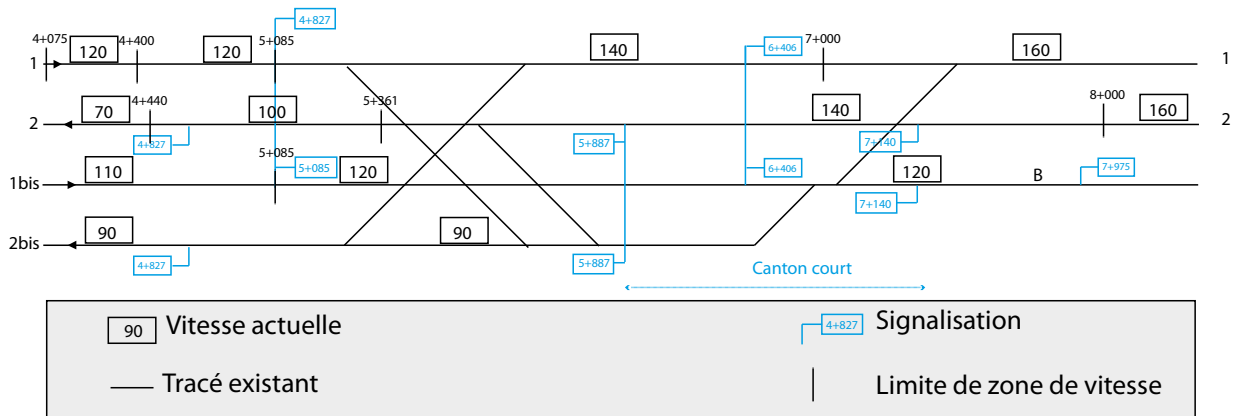 4+827
4+075 120 4+400 120 5+085 140 6+406 7+000 160
1 1
70 4+440 100 5+361 140 8+000 160
2 2
4+827 5+887 7+140
5+085
110 5+085 120 6+406 120 B 7+975
1bis
7+140
90 90
2bis
4+827 5+887
Canton court
90 Vitesse actuelle 4+827 Signalisation
Tracé existant Limite de zone de vitesse